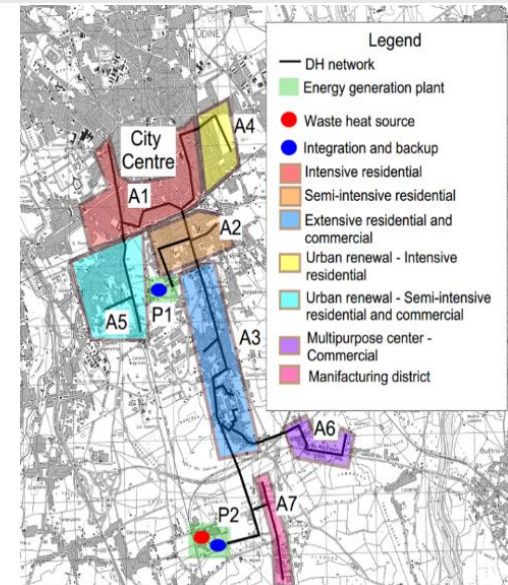 UDINE
City
Centre
A1
A4
A2
A5
P1
A3
A6
A7
P2
Legend
DH network
Energy generation plant
Waste heat source
Integration and backup
Intensive residential
Semi-intensive residential
Extensive residential and
commercial
Urban renewal - Intensive
residential
Urban renewal - Semi-intensive
residential and commercial
Multipurpose center -
Commercial
Manifacturing district
Buttrio